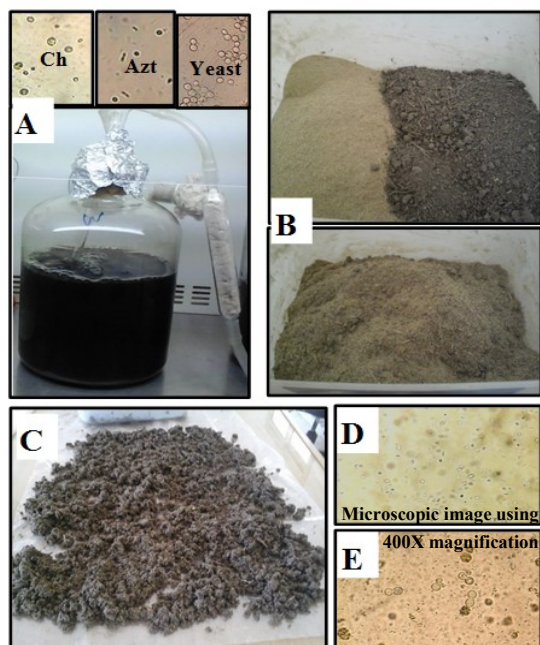 Ch
Azt
Yeast
A
B
C
D
Microscopic image using
400X magnification
E